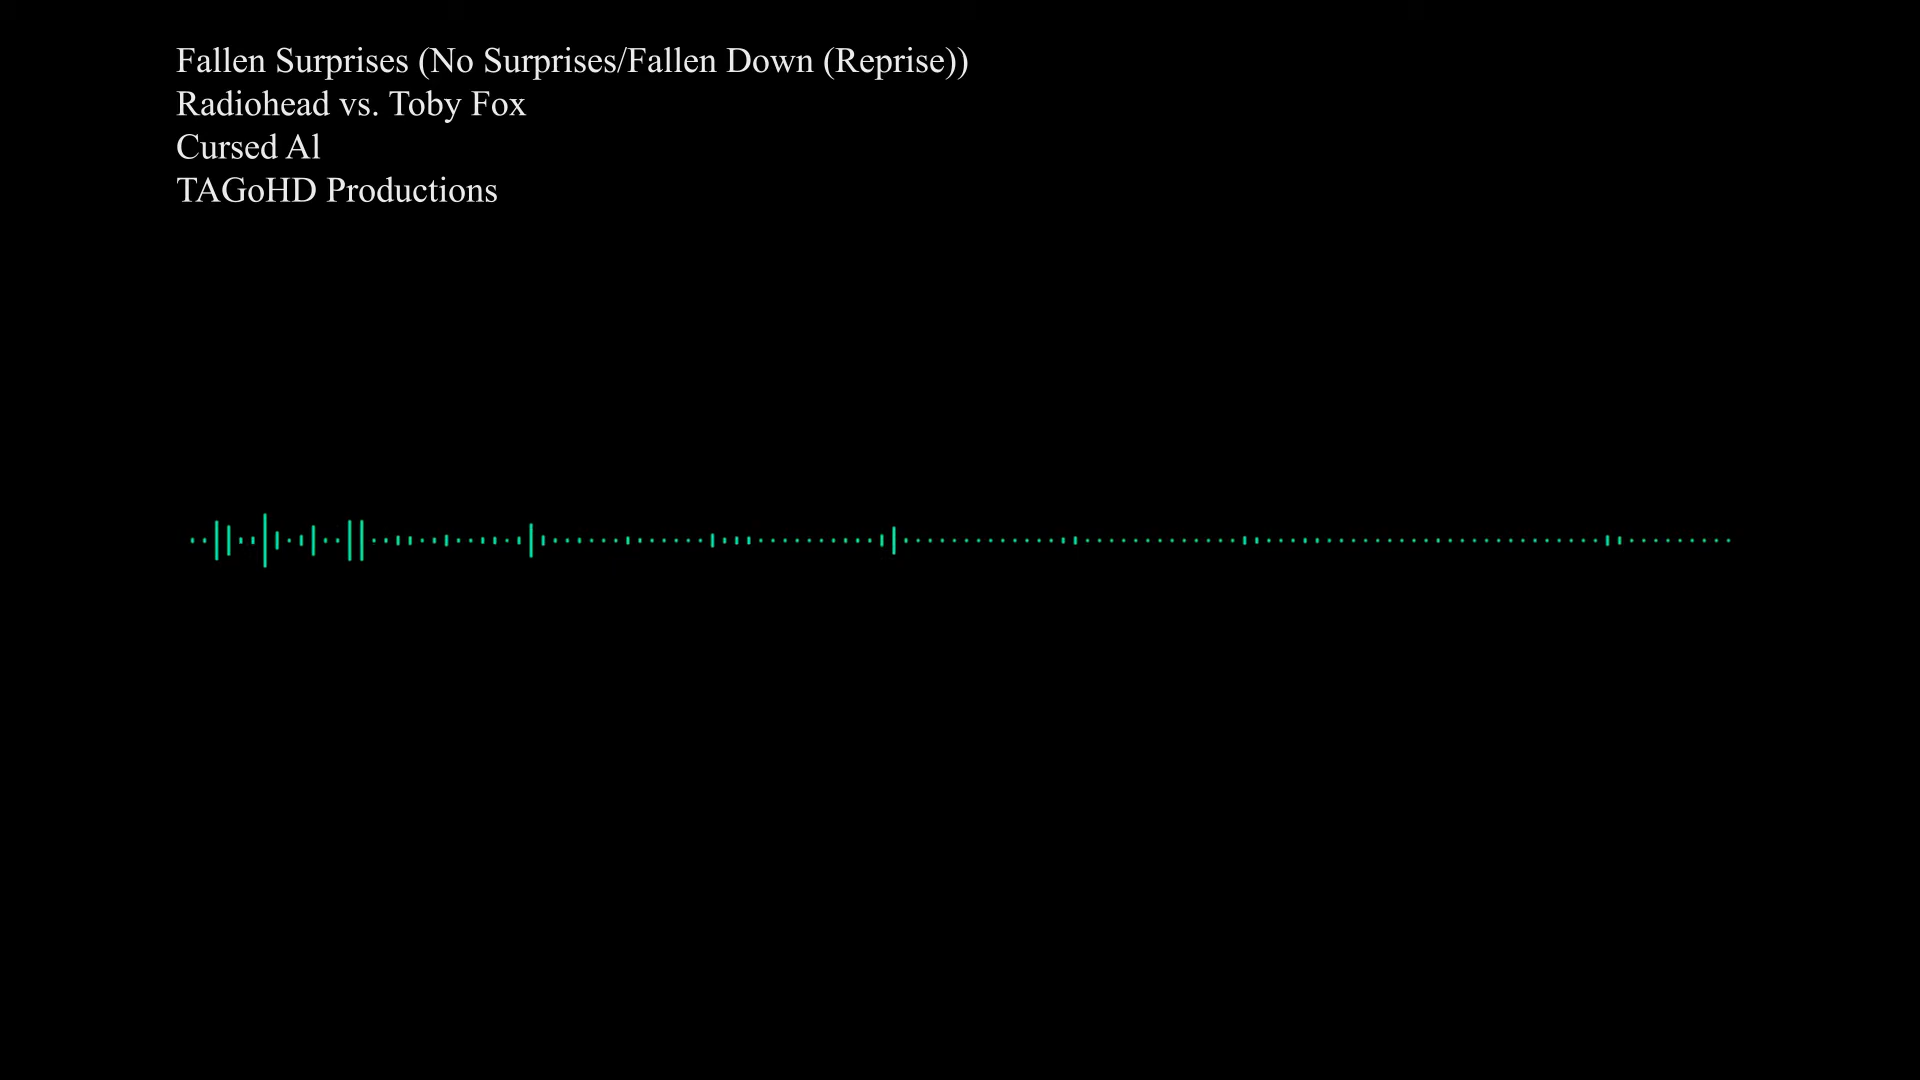 Fallen Surprises (No Surprises/Fallen Down (Reprise))
Radiohead vs. Toby Fox
Cursed Al
TAGoHD Productions